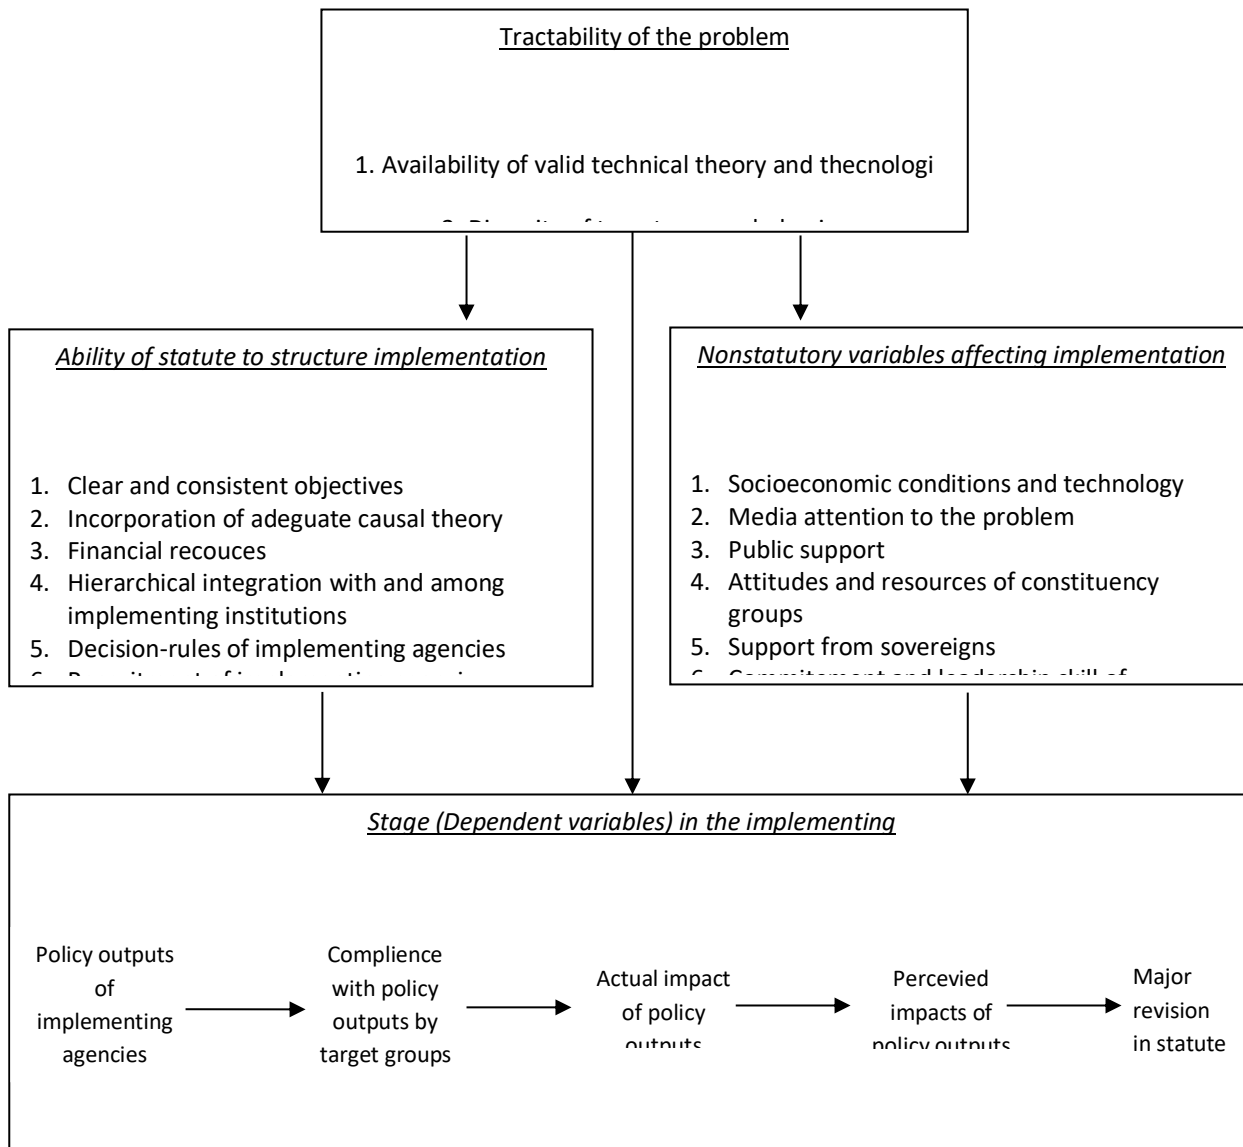 Tractability of the problem
1. Availability of valid technical theory and thecnologi
Ability of statute to structure implementation
1. Clear and consistent objectives
2. Incorporation of adeguate causal theory
3. Financial recouces
4. Hierarchical integration with and among
implementing institutions
5. Decision-rules of implementing agencies
Nonstatutory variables affecting implementation
1. Socioeconomic conditions and technology
2. Media attention to the problem
3. Public support
4. Attitudes and resources of constituency
groups
5. Support from sovereigns
Stage (Dependent variables) in the implementing
Policy outputs
of
implementing
agencies
Complience
with policy
outputs by
target groups
Actual impact
of policy
outputs
Percevied
impacts of
policy outputs
Major
revision
in statute